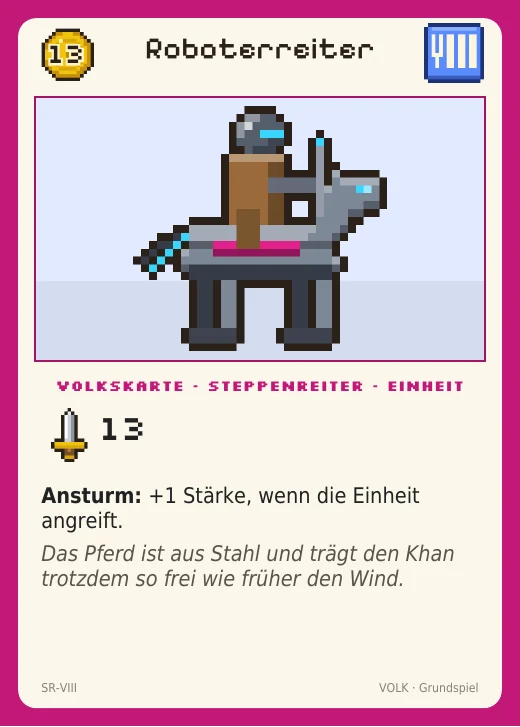 13
Roboterreiter
VIII
VOLKSKARTE - STEPPENREITER - EINHEIT
13
Ansturm: +1 Stärke, wenn die Einheit
angreift.
Das Pferd ist aus Stahl und trägt den Khan
trotzdem so frei wie früher den Wind.
SR-VIII
VOLK · Grundspiel